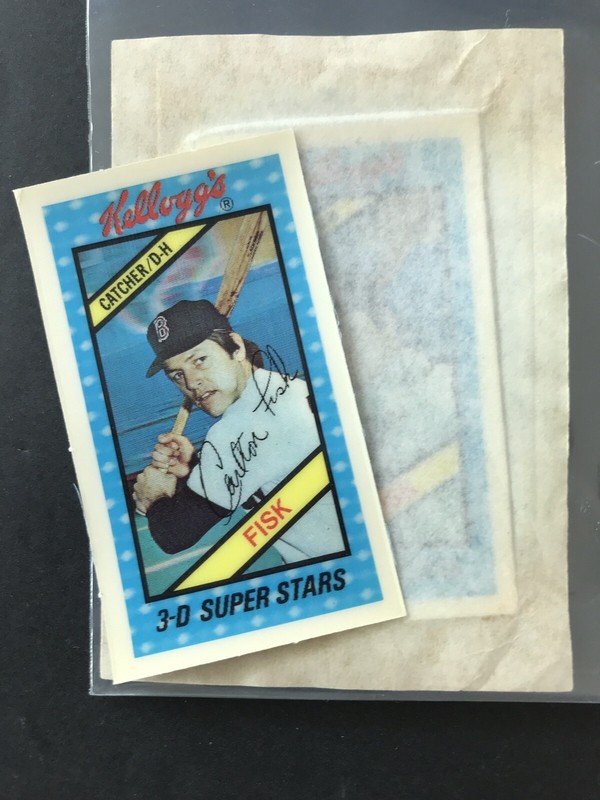 Kellogg's®
CATCHER/D-H
B
Carlton Fisk
FISK
3-D SUPER STARS